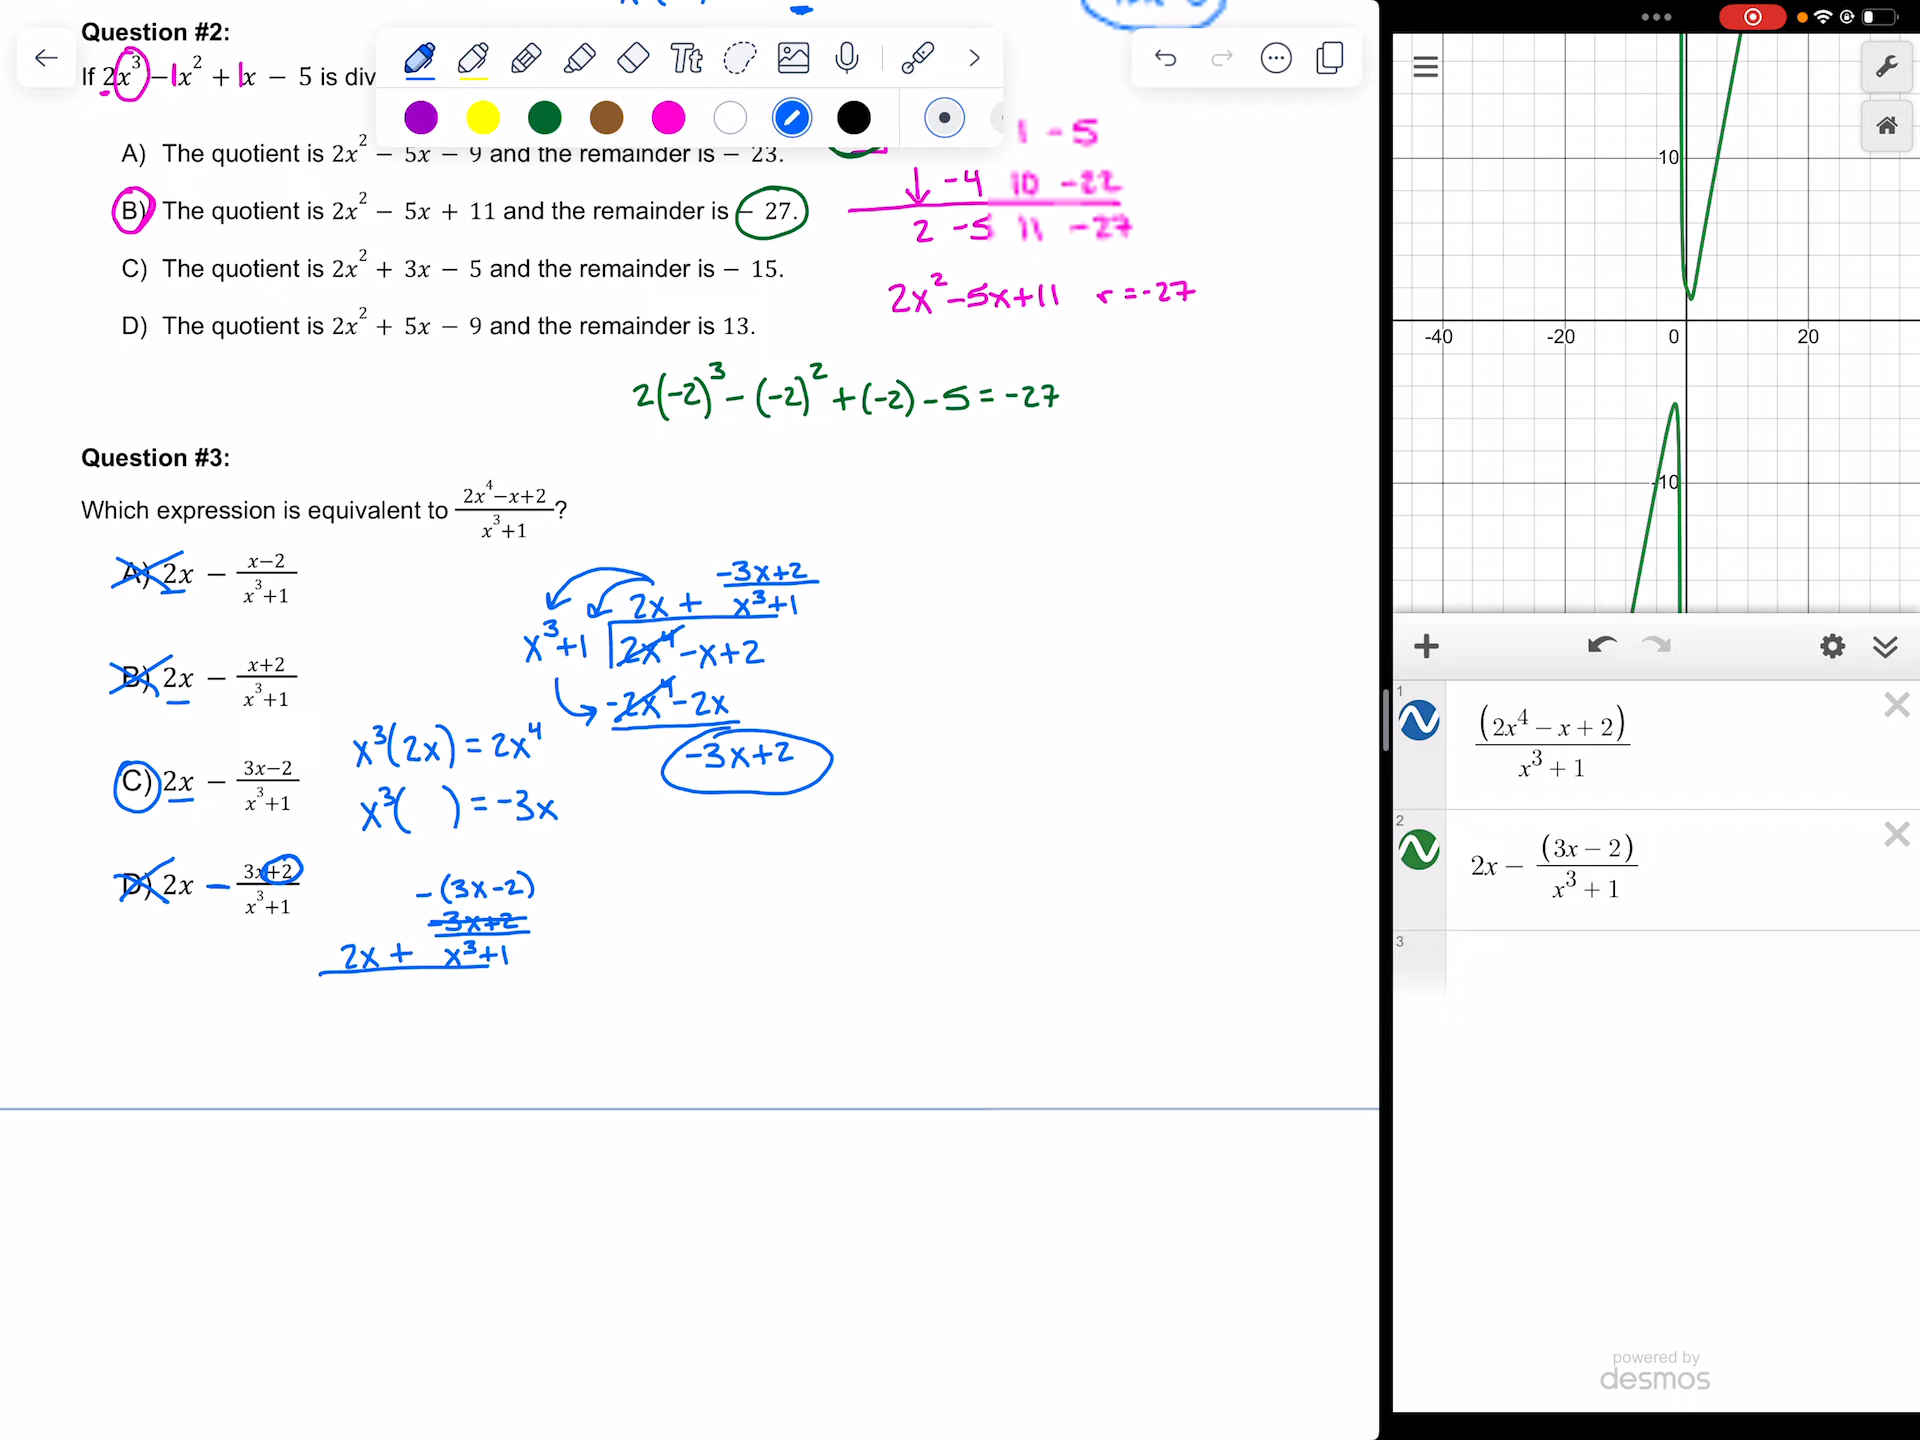 Question #2:
If 2x³ − 1x² + 1x − 5 is div
A) The quotient is 2x² − 5x − 9 and the remainder is − 23.
B) The quotient is 2x² − 5x + 11 and the remainder is − 27.
C) The quotient is 2x² + 3x − 5 and the remainder is − 15.
D) The quotient is 2x² + 5x − 9 and the remainder is 13.
1 -5
↓ -4 10 -22
2 -5 11 -27
2x² -5x+11 r=-27
2(-2)³ - (-2)² + (-2) - 5 = -27
Question #3:
Which expression is equivalent to (2x⁴−x+2)/(x³+1)?
A) 2x − (x−2)/(x³+1)
B) 2x − (x+2)/(x³+1)
C) 2x − (3x−2)/(x³+1)
D) 2x − (3x+2)/(x³+1)
2x + (-3x+2)/(x³+1)
x³+1 2x⁴ -x+2
-2x⁴ -2x
-3x+2
x³(2x) = 2x⁴
x³( ) = -3x
-(3x-2)
-3x+2
2x + x³+1
Tt
10
-40 -20 0 20
-10
1
(2x⁴ − x + 2)/(x³ + 1)
2
2x − (3x − 2)/(x³ + 1)
3
powered by
desmos